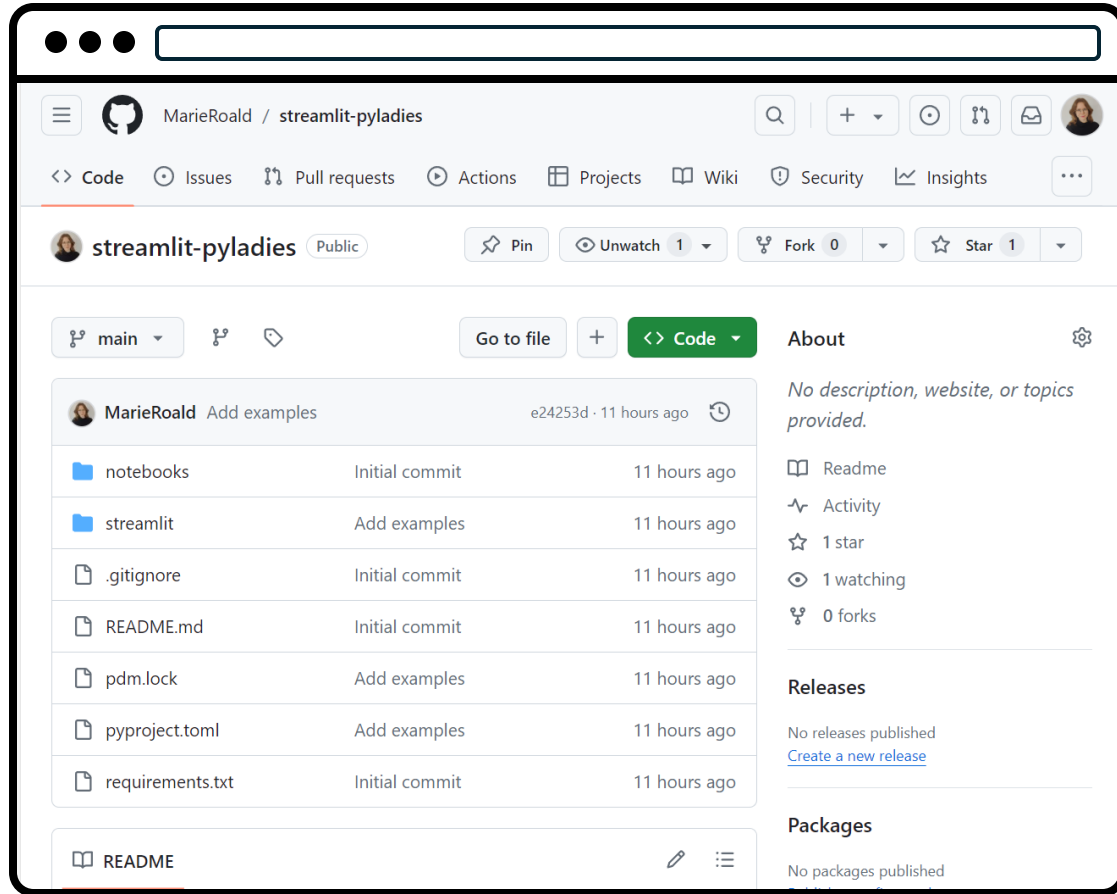 MarieRoald / streamlit-pyladies
Code Issues Pull requests Actions Projects Wiki Security Insights
streamlit-pyladies Public Pin Unwatch 1 Fork 0 Star 1
main Go to file Code
MarieRoald Add examples e24253d · 11 hours ago
notebooks Initial commit 11 hours ago
streamlit Add examples 11 hours ago
.gitignore Initial commit 11 hours ago
README.md Initial commit 11 hours ago
pdm.lock Add examples 11 hours ago
pyproject.toml Add examples 11 hours ago
requirements.txt Initial commit 11 hours ago
README
About
No description, website, or topics
provided.
Readme
Activity
1 star
1 watching
0 forks
Releases
No releases published
Create a new release
Packages
No packages published